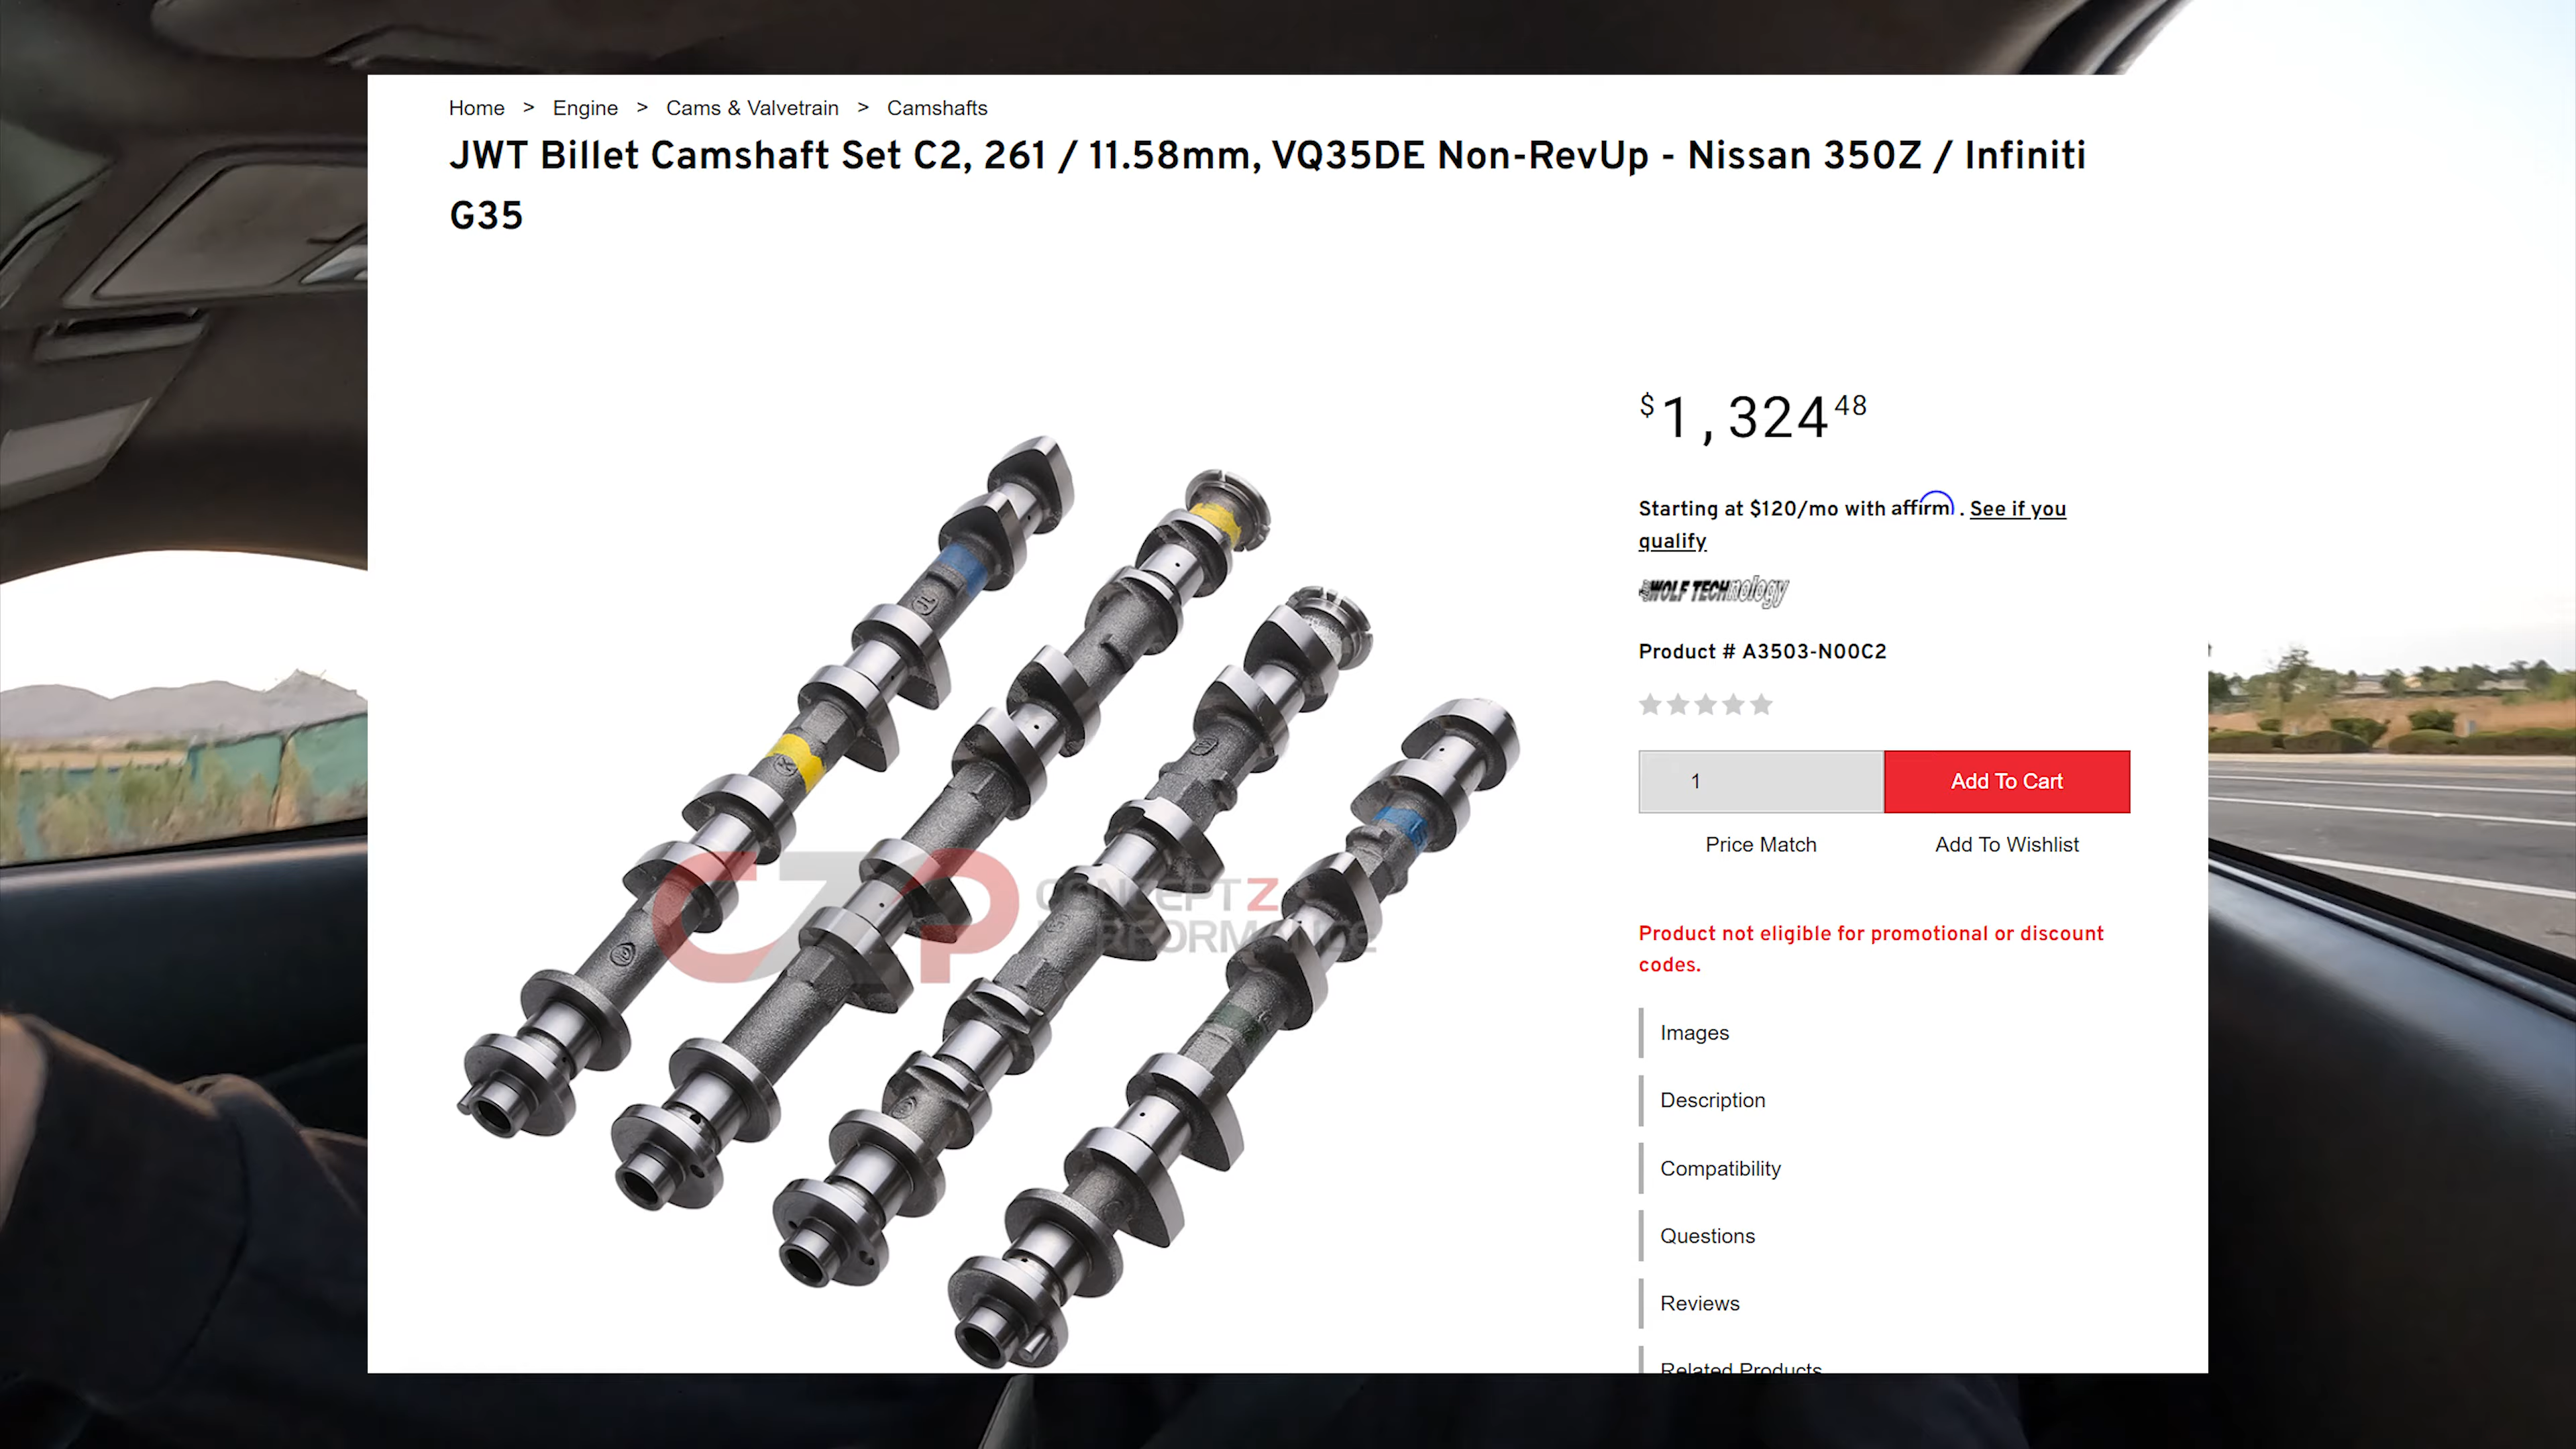 Home > Engine > Cams & Valvetrain > Camshafts
JWT Billet Camshaft Set C2, 261 / 11.58mm, VQ35DE Non-RevUp - Nissan 350Z / Infiniti
G35
$1,324 48
Starting at $120/mo with affirm. See if you
qualify
WOLF TECHnology
Product # A3503-N00C2
1
Add To Cart
Price Match
Add To Wishlist
Product not eligible for promotional or discount
codes.
CZP
CONCEPT Z
PERFORMANCE
Images
Description
Compatibility
Questions
Reviews
Related Products